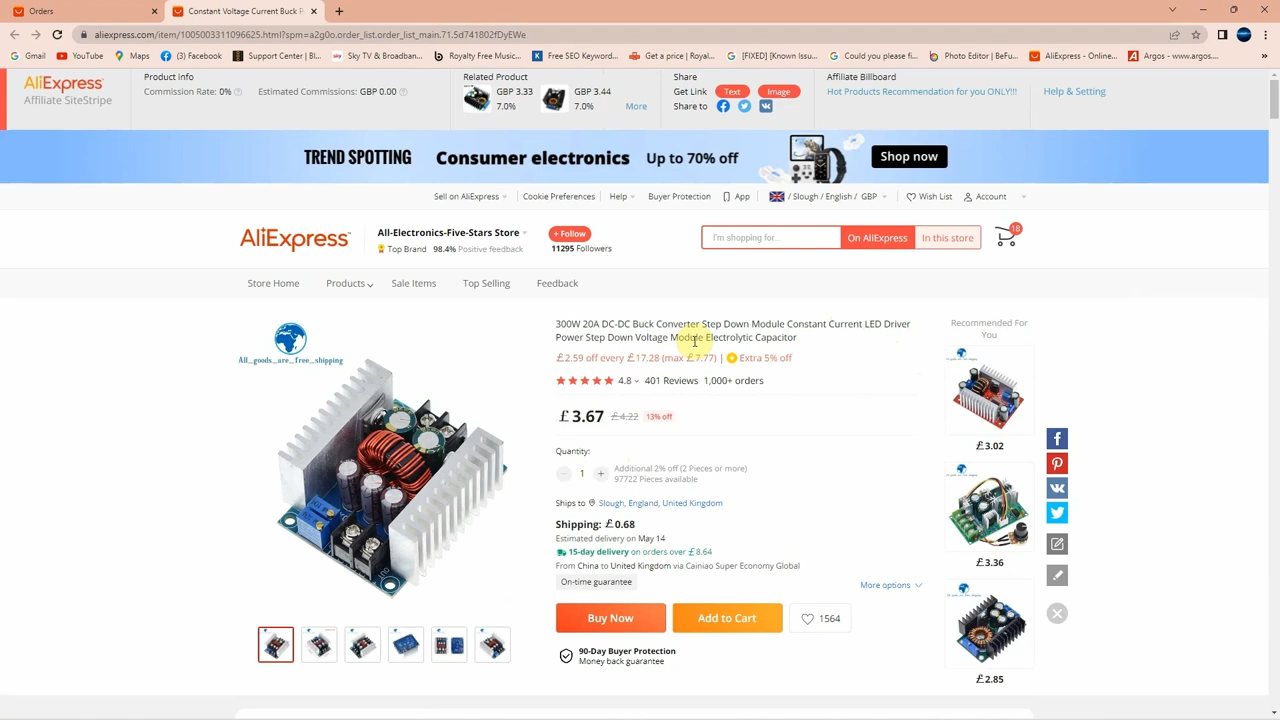 Orders
Constant Voltage Current Buck
aliexpress.com/item/1005003311096625.html?spm=a2g0o.order_list.order_list_main.71.5d741802fDyEWe
Gmail
YouTube
Maps
(3) Facebook
Support Center | Bl...
Sky TV & Broadban...
Royalty Free Music...
Free SEO Keyword...
Get a price | Royal...
[FIXED] [Known Issu...
Could you please fi...
Photo Editor | BeFu...
AliExpress - Online...
Argos - www.argos...
AliExpress
Affiliate SiteStripe
Product info
Commission Rate: 0%
Estimated Commissions: GBP 0.00
Related Product
GBP 3.33
7.0%
GBP 3.44
7.0%
More
Share
Get Link Text Image
Share to
Affiliate Billboard
Hot Products Recommendation for you ONLY!!!
Help & Setting
TREND SPOTTING Consumer electronics Up to 70% off Shop now
Sell on AliExpress
Cookie Preferences
Help
Buyer Protection
App
/ Slough / English / GBP
Wish List
Account
AliExpress
All-Electronics-Five-Stars Store
Top Brand 98.4% Positive feedback
+ Follow
11295 Followers
I'm shopping for...
On AliExpress
In this store
18
Store Home
Products
Sale Items
Top Selling
Feedback
All_goods_are_free_shipping
300W 20A DC-DC Buck Converter Step Down Module Constant Current LED Driver
Power Step Down Voltage Module Electrolytic Capacitor
£2.59 off every £17.28 (max £7.77) | Extra 5% off
4.8 401 Reviews 1,000+ orders
£3.67 £4.22 13% off
Quantity:
1
Additional 2% off (2 Pieces or more)
97722 Pieces available
Ships to Slough, England, United Kingdom
Shipping: £0.68
Estimated delivery on May 14
15-day delivery on orders over £8.64
From China to United Kingdom via Cainiao Super Economy Global
On-time guarantee
More options
Buy Now
Add to Cart
1564
90-Day Buyer Protection
Money back guarantee
Recommended For
You
£3.02
£3.36
£2.85